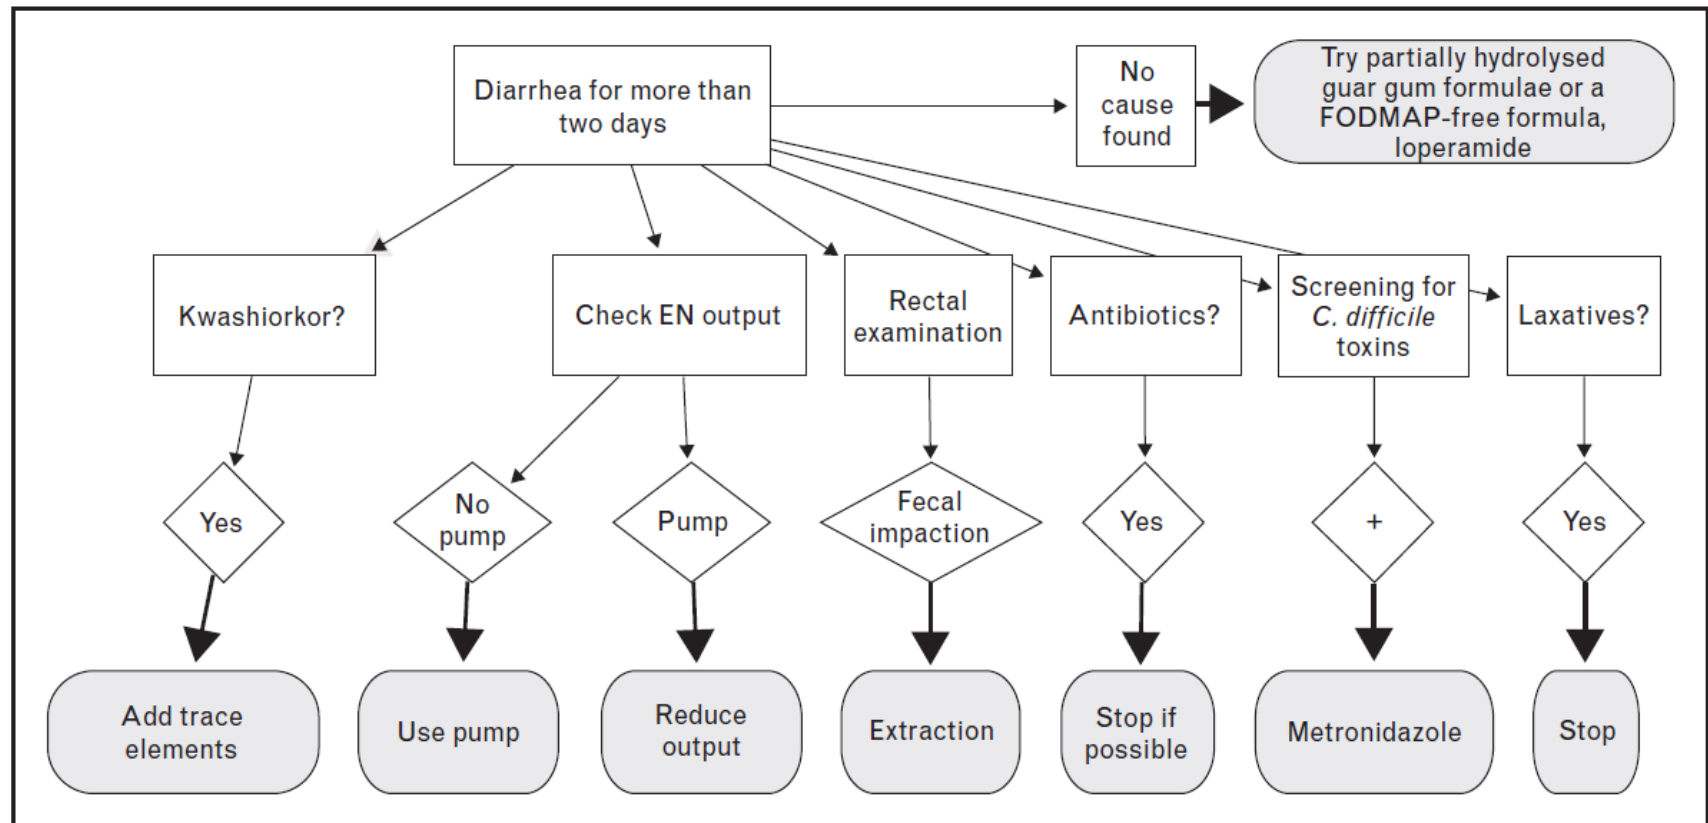 Diarrhea for more than
two days
No
cause
found
Try partially hydrolysed
guar gum formulae or a
FODMAP-free formula,
loperamide
Kwashiorkor?
Check EN output
Rectal
examination
Antibiotics?
Screening for
C. difficile
toxins
Laxatives?
Yes
No
pump
Pump
Fecal
impaction
Yes
+
Yes
Add trace
elements
Use pump
Reduce
output
Extraction
Stop if
possible
Metronidazole
Stop